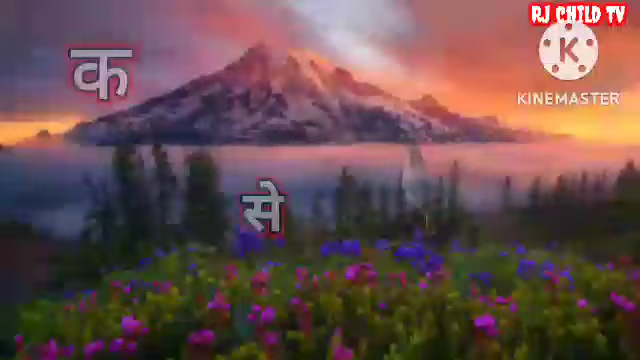 RJ CHILD TV
क
KINEMASTER
से